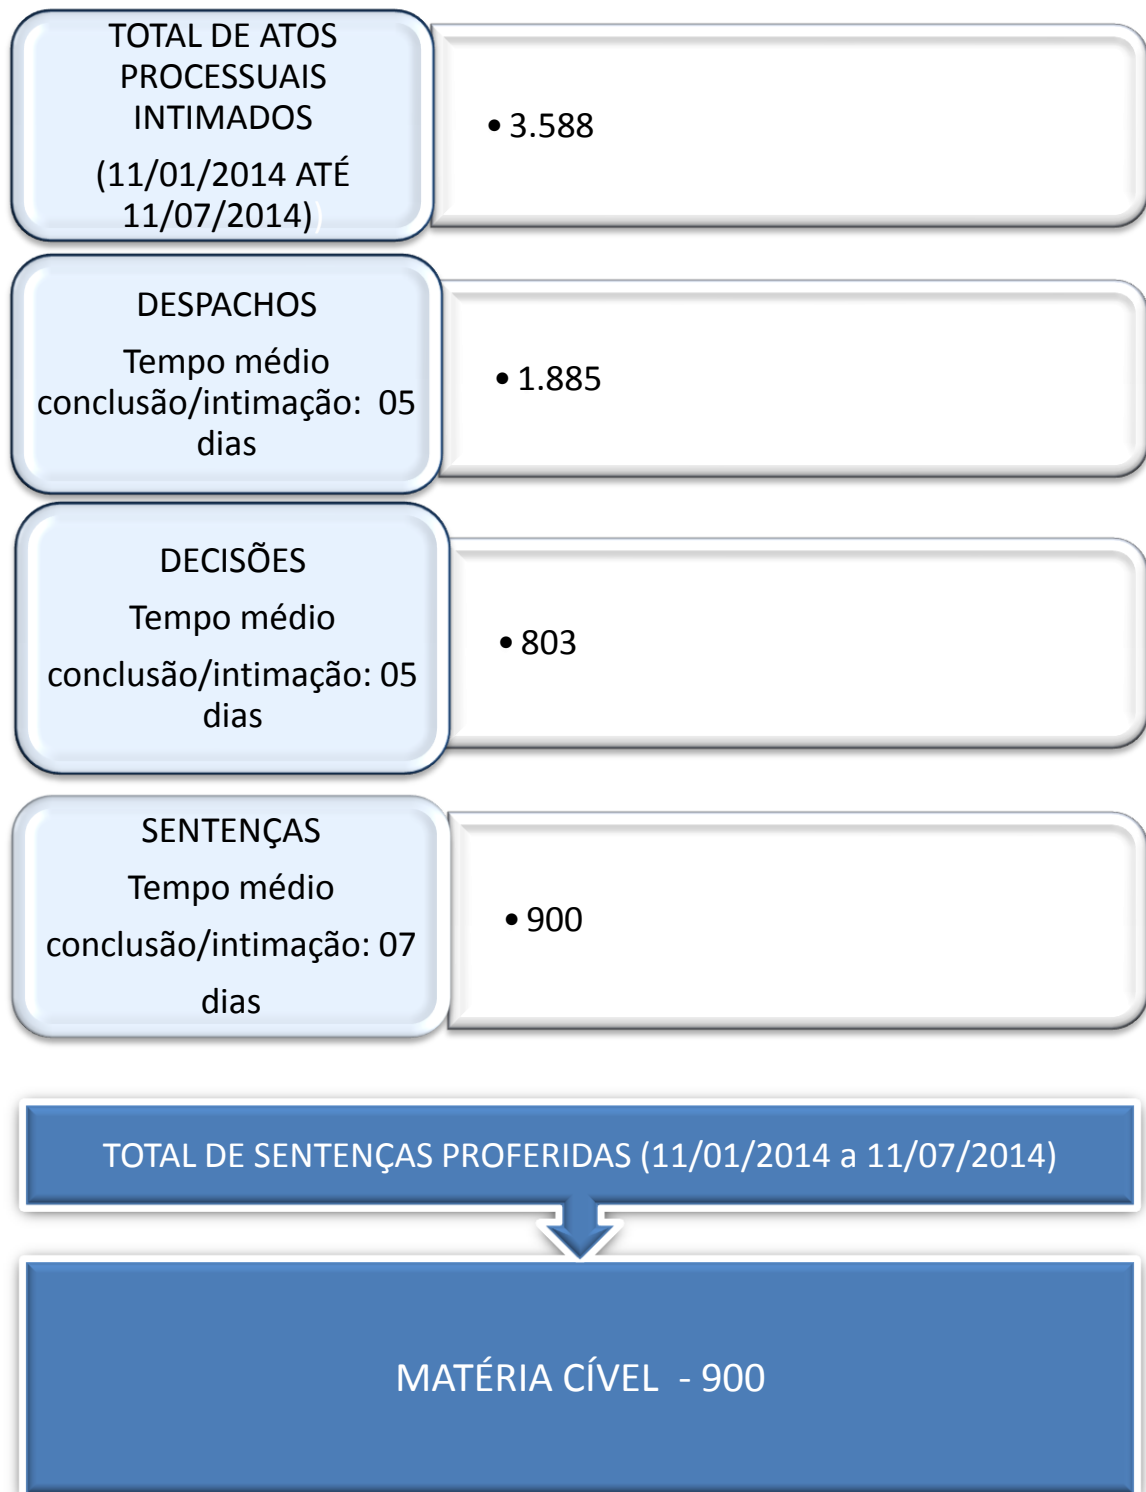 TOTAL DE ATOS
PROCESSUAIS
INTIMADOS
(11/01/2014 ATÉ
11/07/2014))
• 3.588
DESPACHOS
Tempo médio
conclusão/intimação: 05
dias
• 1.885
DECISÕES
Tempo médio
conclusão/intimação: 05
dias
• 803
SENTENÇAS
Tempo médio
conclusão/intimação: 07
dias
• 900
TOTAL DE SENTENÇAS PROFERIDAS (11/01/2014 a 11/07/2014)
MATÉRIA CÍVEL - 900